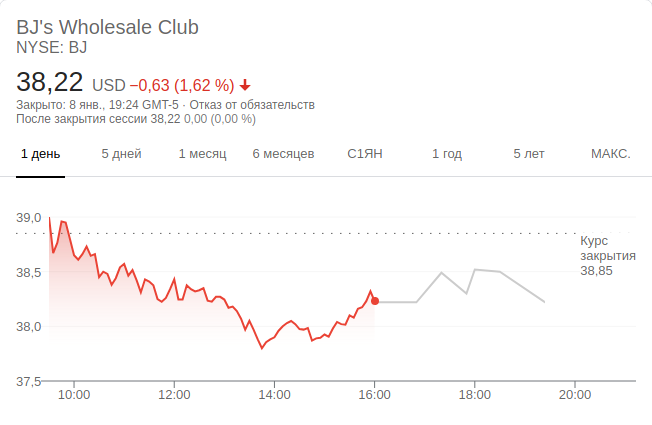 BJ's Wholesale Club
NYSE: BJ
38,22 USD −0,63 (1,62 %)
Закрыто: 8 янв., 19:24 GMT-5 · Отказ от обязательств
После закрытия сессии 38,22 0,00 (0,00 %)
1 день 5 дней 1 месяц 6 месяцев С1ЯН 1 год 5 лет МАКС.
39,0
Курс
закрытия
38,85
38,5
38,0
37,5
10:00 12:00 14:00 16:00 18:00 20:00